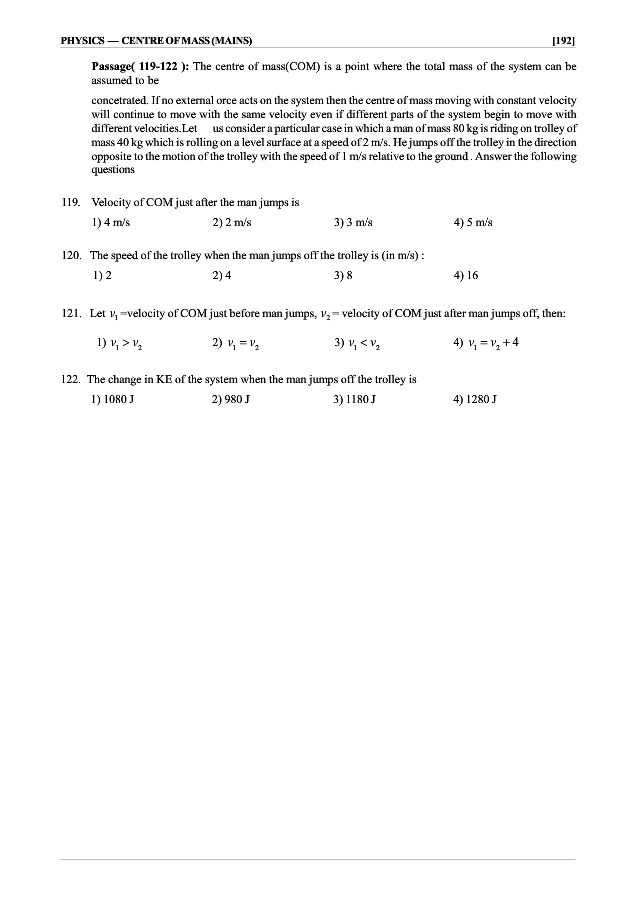 PHYSICS — CENTRE OF MASS (MAINS) [192]
Passage( 119-122 ): The centre of mass(COM) is a point where the total mass of the system can be
assumed to be
concetrated. If no external orce acts on the system then the centre of mass moving with constant velocity
will continue to move with the same velocity even if different parts of the system begin to move with
different velocities.Let us consider a particular case in which a man of mass 80 kg is riding on trolley of
mass 40 kg which is rolling on a level surface at a speed of 2 m/s. He jumps off the trolley in the direction
opposite to the motion of the trolley with the speed of 1 m/s relative to the ground . Answer the following
questions
119. Velocity of COM just after the man jumps is
1) 4 m/s 2) 2 m/s 3) 3 m/s 4) 5 m/s
120. The speed of the trolley when the man jumps off the trolley is (in m/s) :
1) 2 2) 4 3) 8 4) 16
121. Let v₁ =velocity of COM just before man jumps, v₂ = velocity of COM just after man jumps off, then:
1) v₁ > v₂ 2) v₁ = v₂ 3) v₁ < v₂ 4) v₁ = v₂ + 4
122. The change in KE of the system when the man jumps off the trolley is
1) 1080 J 2) 980 J 3) 1180 J 4) 1280 J